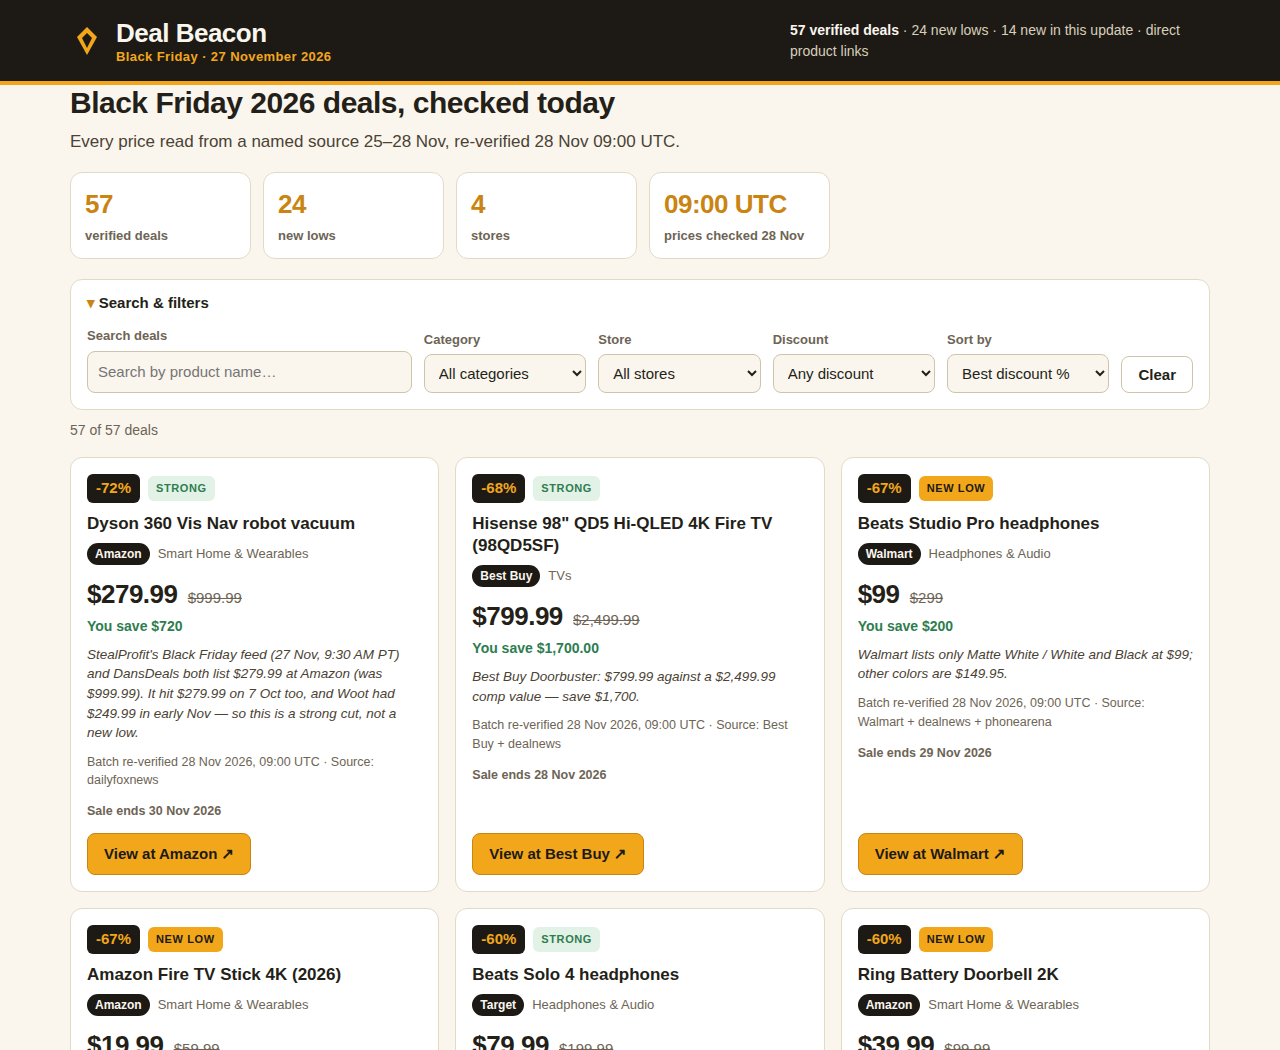 Deal Beacon
Black Friday · 27 November 2026
57 verified deals · 24 new lows · 14 new in this update · direct
product links
Black Friday 2026 deals, checked today
Every price read from a named source 25–28 Nov, re-verified 28 Nov 09:00 UTC.
57
verified deals
24
new lows
4
stores
09:00 UTC
prices checked 28 Nov
▾ Search & filters
Search deals
Search by product name…
Category
All categories
Store
All stores
Discount
Any discount
Sort by
Best discount %
Clear
57 of 57 deals
-72% STRONG
Dyson 360 Vis Nav robot vacuum
Amazon Smart Home & Wearables
$279.99 $999.99
You save $720
StealProfit's Black Friday feed (27 Nov, 9:30 AM PT)
and DansDeals both list $279.99 at Amazon (was
$999.99). It hit $279.99 on 7 Oct too, and Woot had
$249.99 in early Nov — so this is a strong cut, not a
new low.
Batch re-verified 28 Nov 2026, 09:00 UTC · Source:
dailyfoxnews
Sale ends 30 Nov 2026
View at Amazon ↗
-68% STRONG
Hisense 98" QD5 Hi-QLED 4K Fire TV
(98QD5SF)
Best Buy TVs
$799.99 $2,499.99
You save $1,700.00
Best Buy Doorbuster: $799.99 against a $2,499.99
comp value — save $1,700.
Batch re-verified 28 Nov 2026, 09:00 UTC · Source: Best
Buy + dealnews
Sale ends 28 Nov 2026
View at Best Buy ↗
-67% NEW LOW
Beats Studio Pro headphones
Walmart Headphones & Audio
$99 $299
You save $200
Walmart lists only Matte White / White and Black at $99;
other colors are $149.95.
Batch re-verified 28 Nov 2026, 09:00 UTC · Source:
Walmart + dealnews + phonearena
Sale ends 29 Nov 2026
View at Walmart ↗
-67% NEW LOW
Amazon Fire TV Stick 4K (2026)
Amazon Smart Home & Wearables
$19.99 $59.99
-60% STRONG
Beats Solo 4 headphones
Target Headphones & Audio
$79.99 $199.99
-60% NEW LOW
Ring Battery Doorbell 2K
Amazon Smart Home & Wearables
$39.99 $99.99